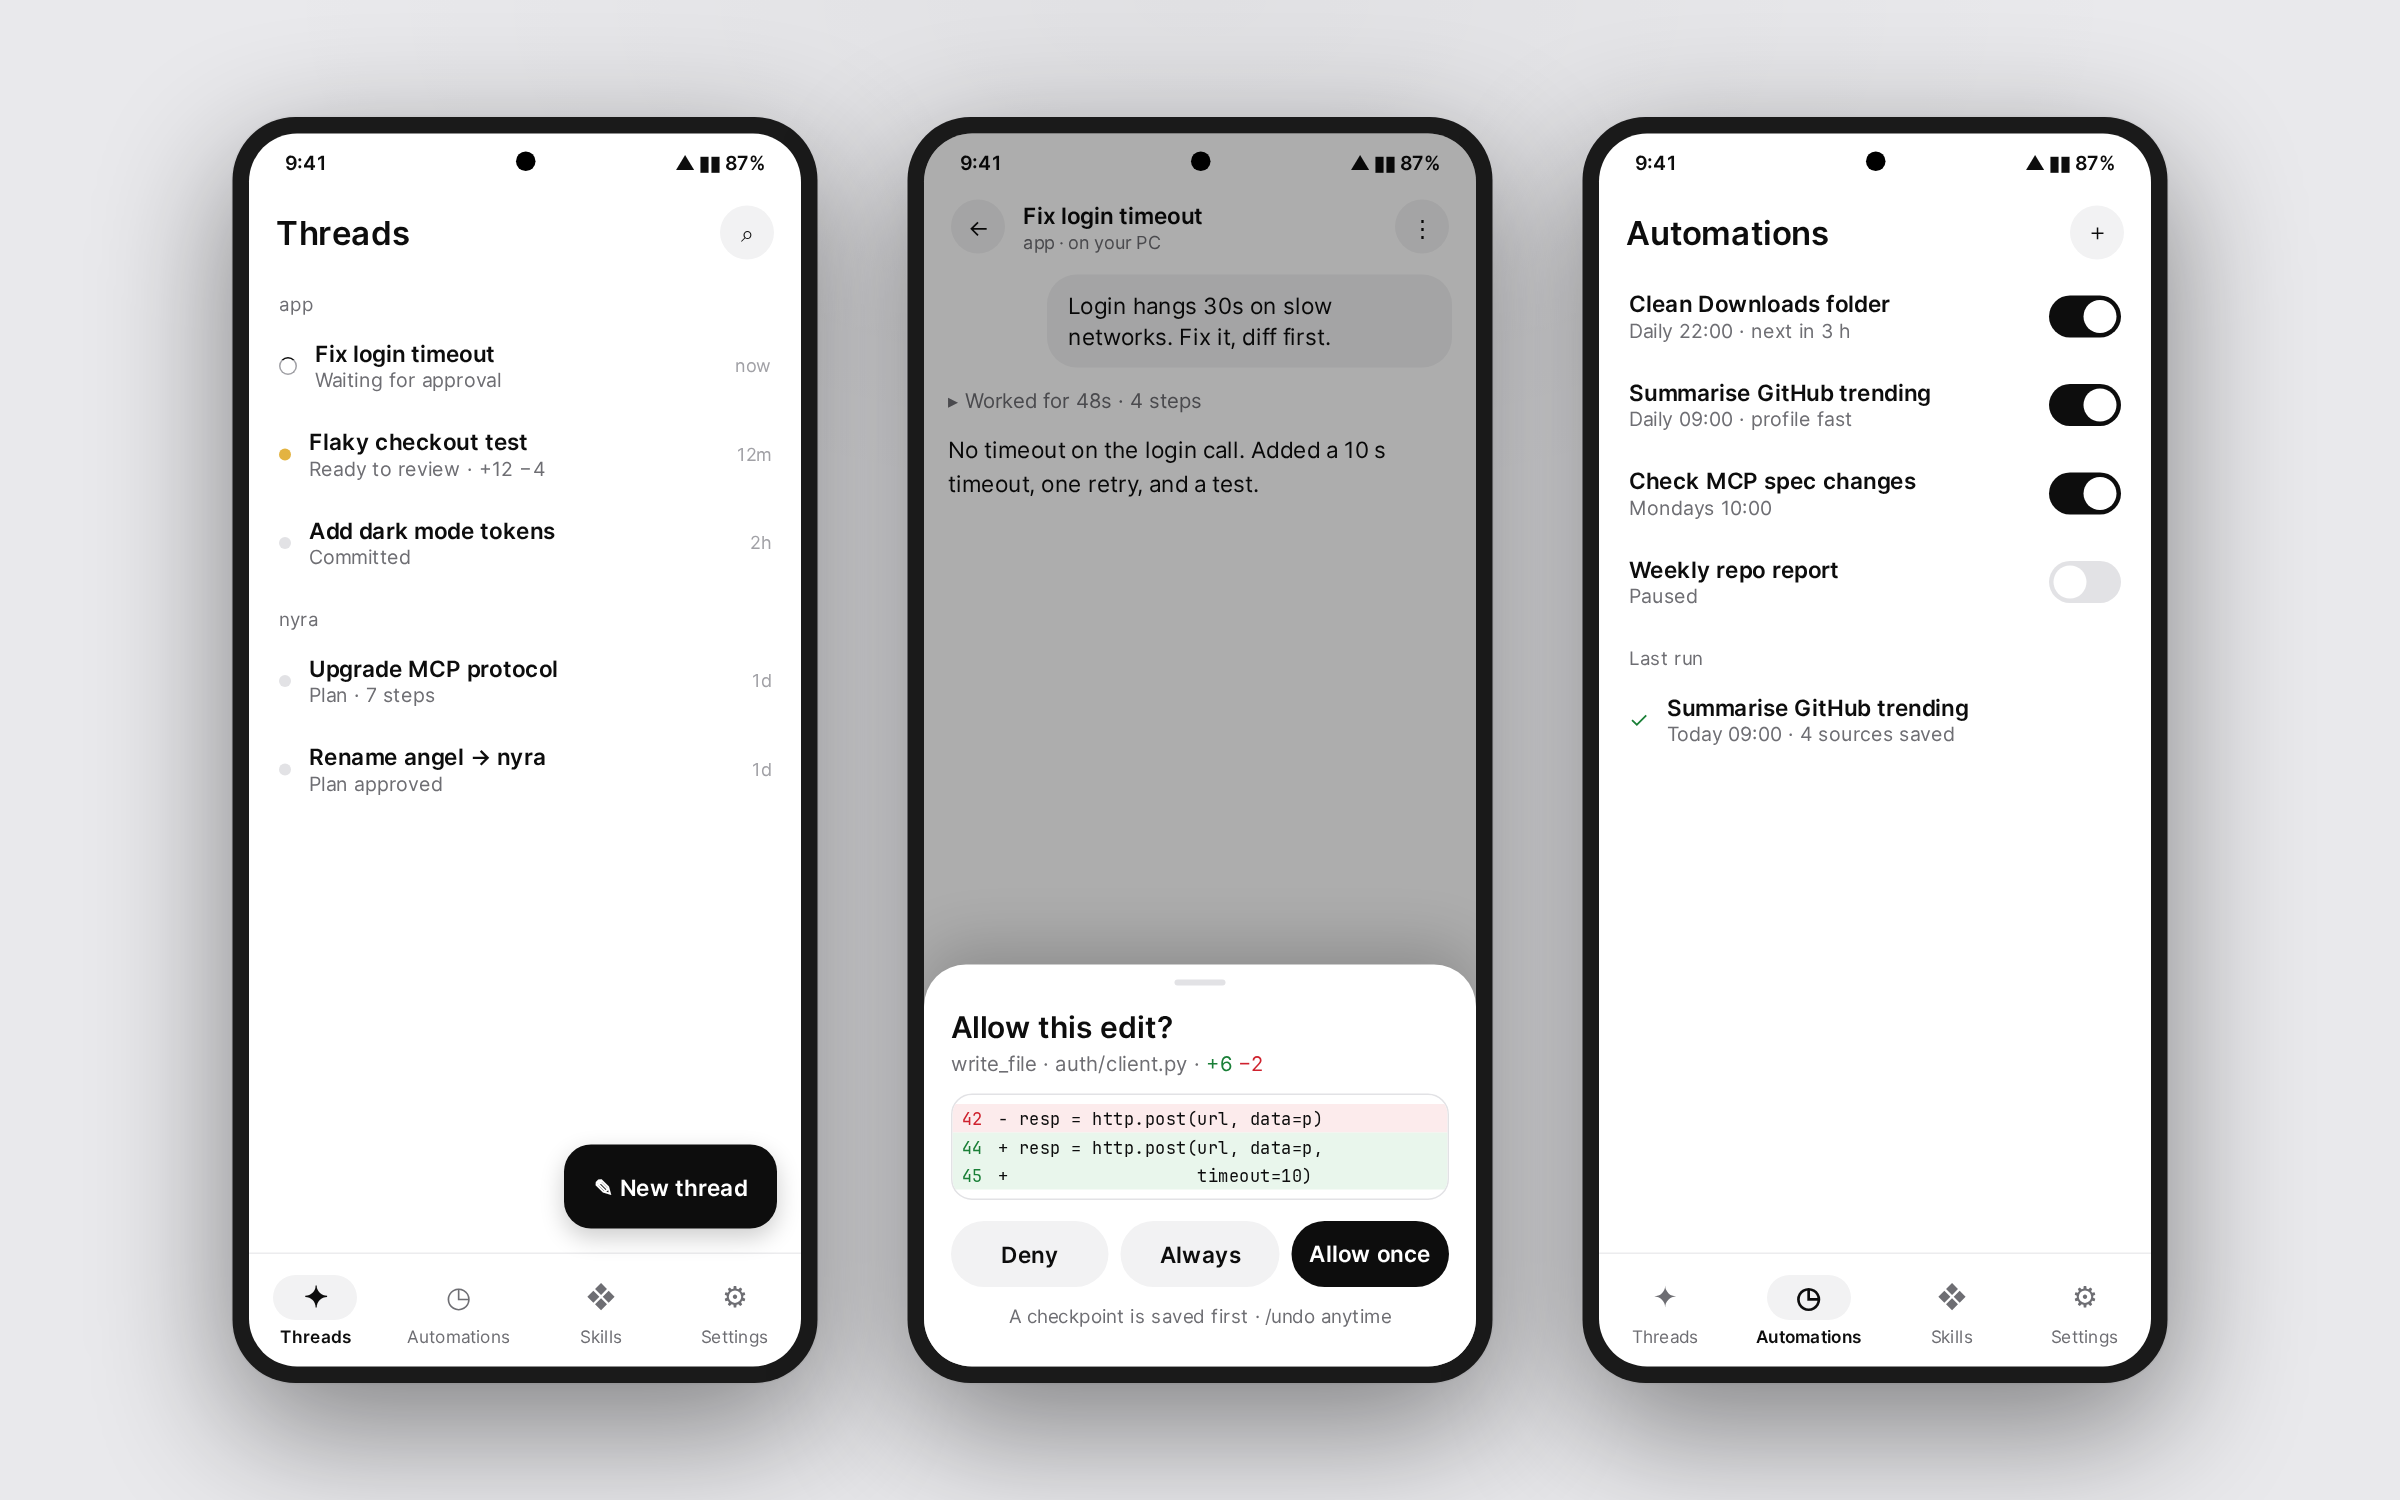 9:41
87%
Threads
app
Fix login timeout
Waiting for approval
now
Flaky checkout test
Ready to review · +12 −4
12m
Add dark mode tokens
Committed
2h
nyra
Upgrade MCP protocol
Plan · 7 steps
1d
Rename angel → nyra
Plan approved
1d
✎ New thread
Threads
Automations
Skills
Settings
9:41
87%
Fix login timeout
app · on your PC
Login hangs 30s on slow
networks. Fix it, diff first.
▸ Worked for 48s · 4 steps
No timeout on the login call. Added a 10 s
timeout, one retry, and a test.
Allow this edit?
write_file · auth/client.py · +6 −2
42 - resp = http.post(url, data=p)
44 + resp = http.post(url, data=p,
45 + timeout=10)
Deny
Always
Allow once
A checkpoint is saved first · /undo anytime
9:41
87%
Automations
+
Clean Downloads folder
Daily 22:00 · next in 3 h
Summarise GitHub trending
Daily 09:00 · profile fast
Check MCP spec changes
Mondays 10:00
Weekly repo report
Paused
Last run
Summarise GitHub trending
Today 09:00 · 4 sources saved
Threads
Automations
Skills
Settings